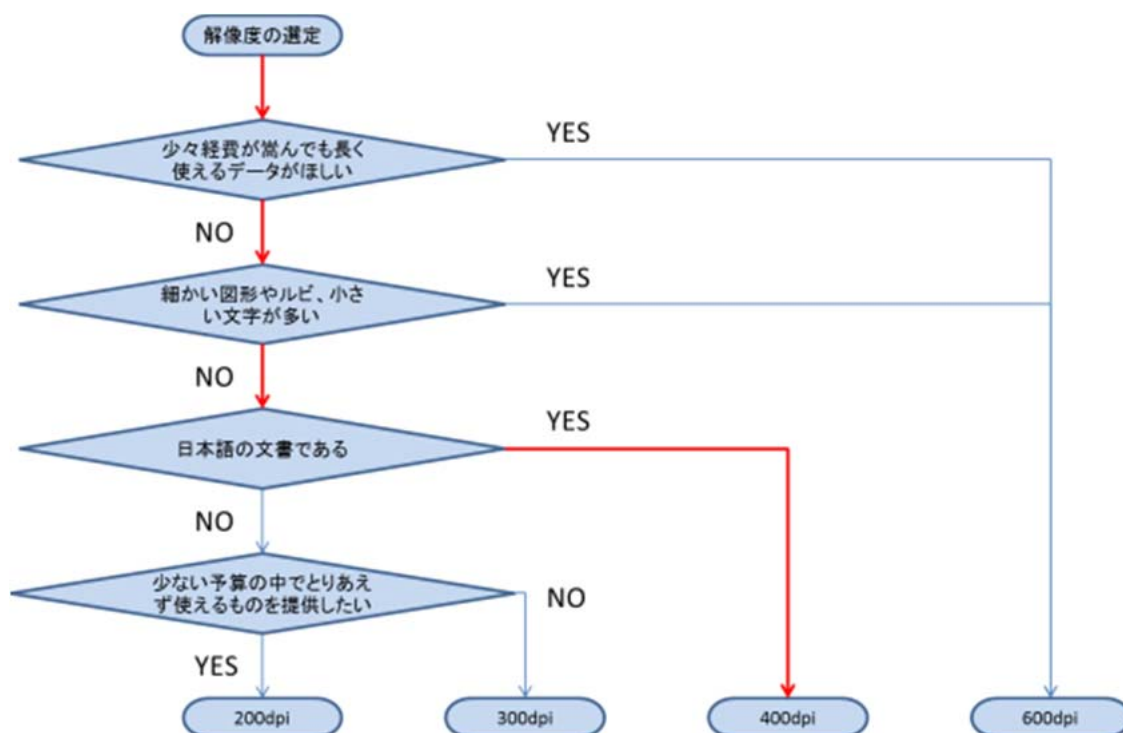 解像度の選定
少々経費が嵩んでも長く
使えるデータがほしい
YES
NO
細かい図形やルビ、小さ
い文字が多い
YES
NO
日本語の文書である
YES
NO
少ない予算の中でとりあえ
ず使えるものを提供したい
NO
YES
200dpi
300dpi
400dpi
600dpi